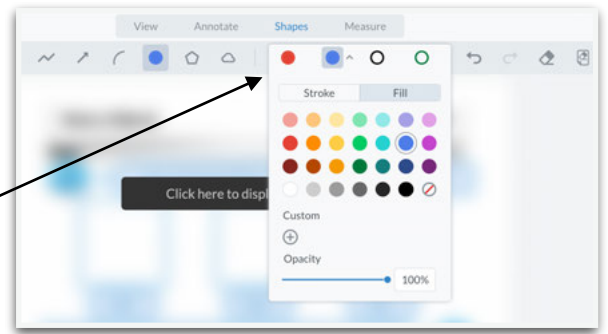 View Annotate Shapes Measure
Stroke Fill
Click here to displ
Custom
Opacity
100%